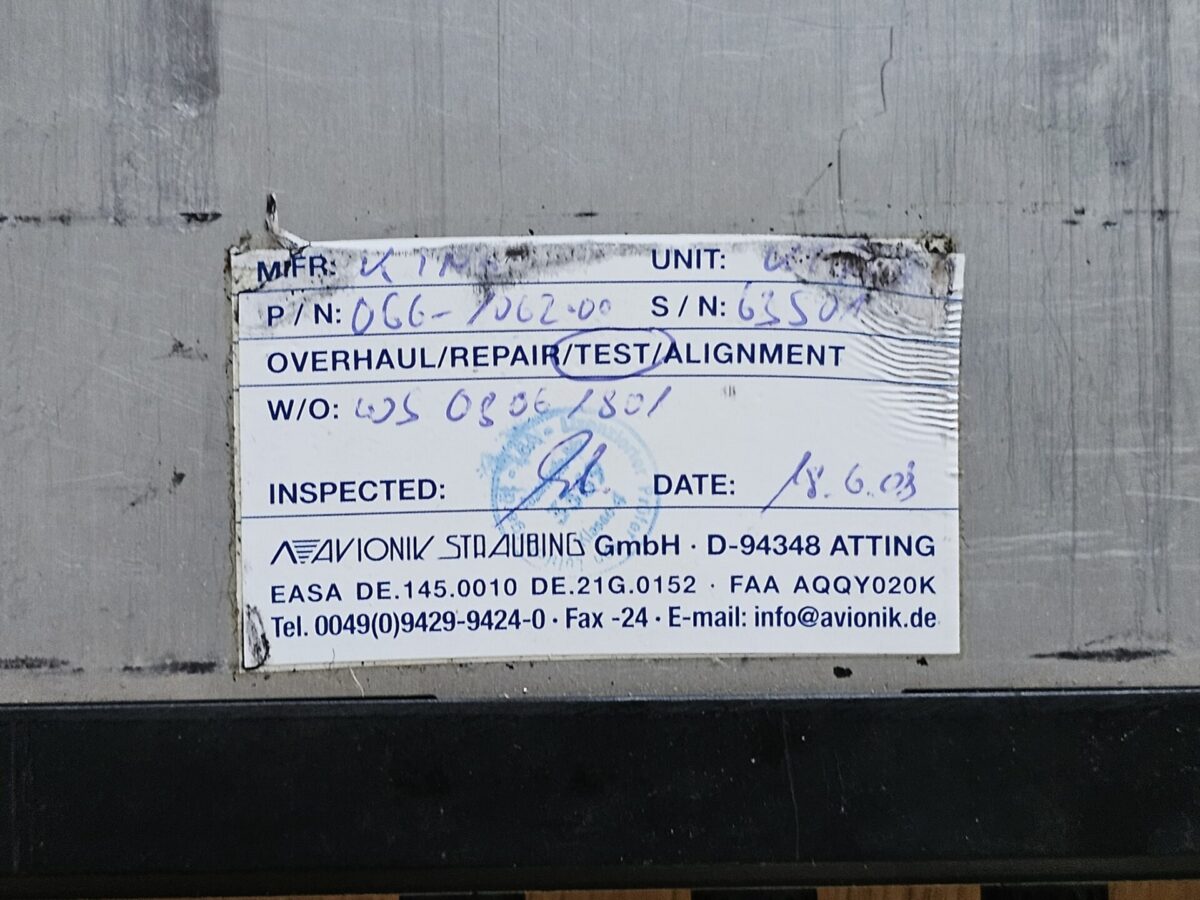 MFR: KING UNIT:
P/N: 066-1062-00 S/N: 63501
OVERHAUL/REPAIR/TEST/ALIGNMENT
W/O:
INSPECTED: DATE: 18.6.03
AVIONIK STRAUBING GmbH · D-94348 ATTING
EASA DE.145.0010 DE.21G.0152 · FAA AQQY020K
Tel. 0049(0)9429-9424-0 · Fax -24 · E-mail: info@avionik.de